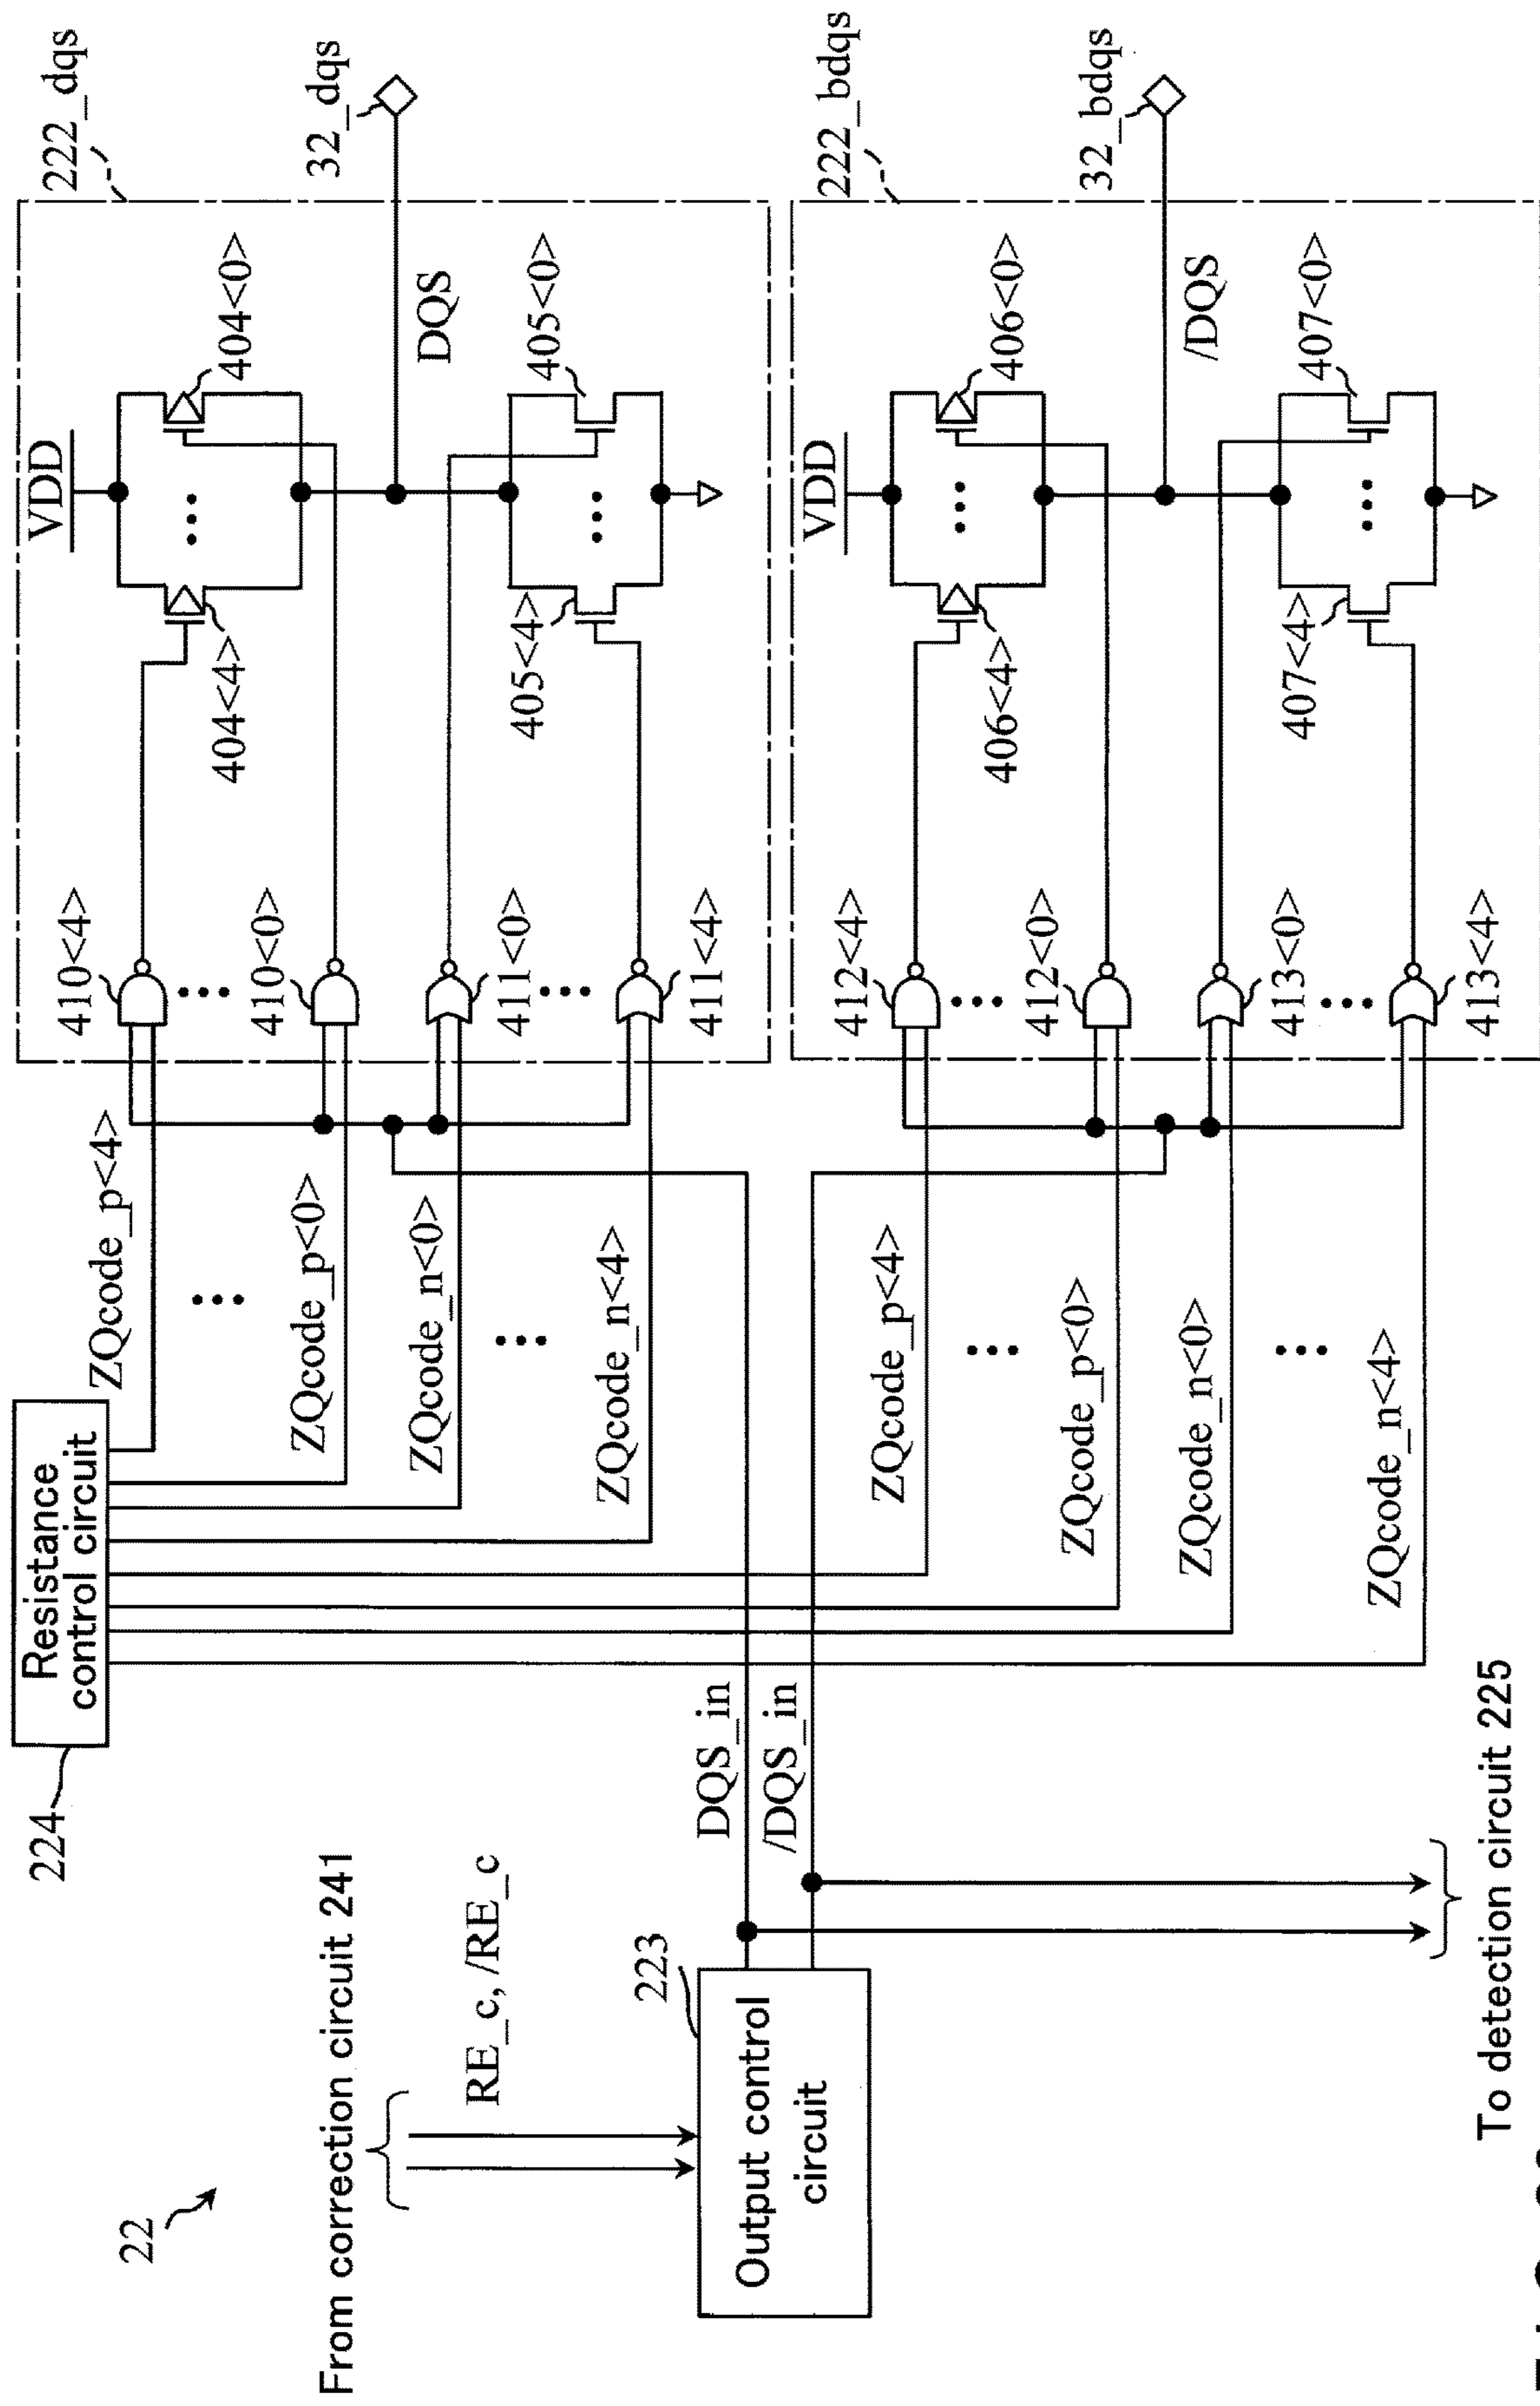 22
From correction circuit 241
RE_c, /RE_c
223
Output control
circuit
To detection circuit 225
DQS_in
/DQS_in
224
Resistance
control circuit
ZQcode_p<4>
ZQcode_p<0>
ZQcode_n<0>
ZQcode_n<4>
ZQcode_p<4>
ZQcode_p<0>
ZQcode_n<0>
ZQcode_n<4>
410<4>
410<0>
411<0>
411<4>
VDD
404<4>
404<0>
405<4>
405<0>
DQS
222_dqs
32_dqs
412<4>
412<0>
413<0>
413<4>
VDD
406<4>
406<0>
407<4>
407<0>
/DQS
222_bdqs
32_bdqs